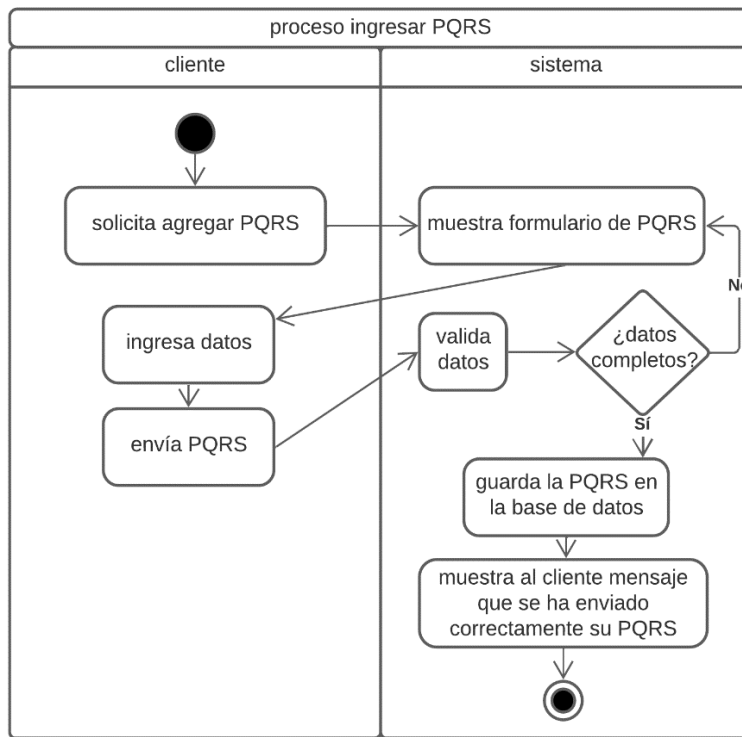 proceso ingresar PQRS
cliente
sistema
solicita agregar PQRS
muestra formulario de PQRS
ingresa datos
valida
datos
¿datos
completos?
No
envía PQRS
Sí
guarda la PQRS en
la base de datos
muestra al cliente mensaje
que se ha enviado
correctamente su PQRS